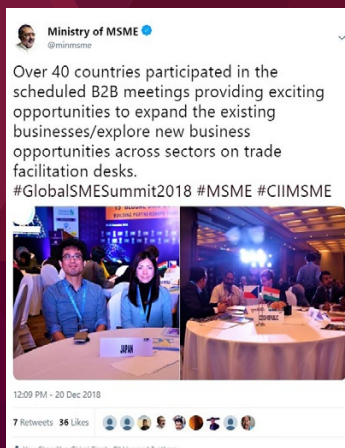 Ministry of MSME
@minmsme
Over 40 countries participated in the
scheduled B2B meetings providing exciting
opportunities to expand the existing
businesses/explore new business
opportunities across sectors on trade
facilitation desks.
#GlobalSMESummit2018 #MSME #CIIMSME
BUILDING PARTNERSHIPS
JAPAN
12:09 PM - 20 Dec 2018
7 Retweets 36 Likes